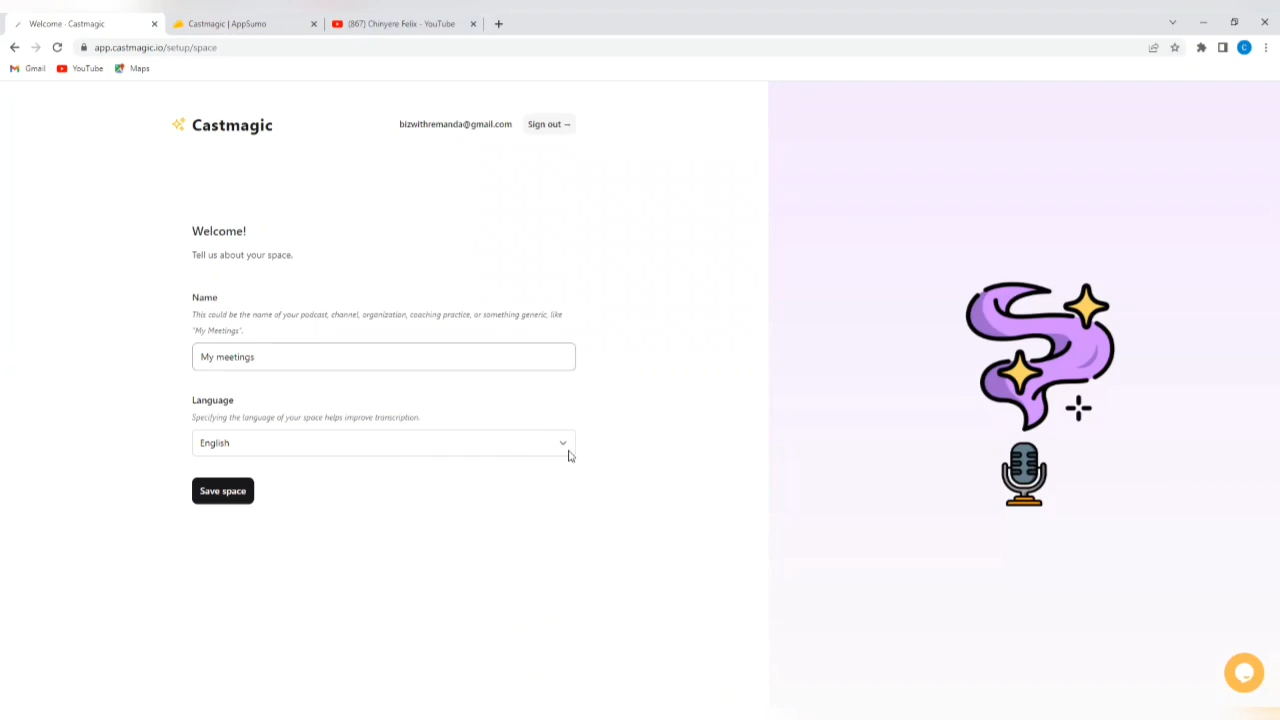 Welcome - Castmagic
Castmagic | AppSumo
(867) Chinyere Felix - YouTube
app.castmagic.io/setup/space
C
Gmail
YouTube
Maps
Castmagic
bizwithremanda@gmail.com
Sign out →
Welcome!
Tell us about your space.
Name
This could be the name of your podcast, channel, organization, coaching practice, or something generic, like
"My Meetings".
My meetings
Language
Specifying the language of your space helps improve transcription.
English
Save space